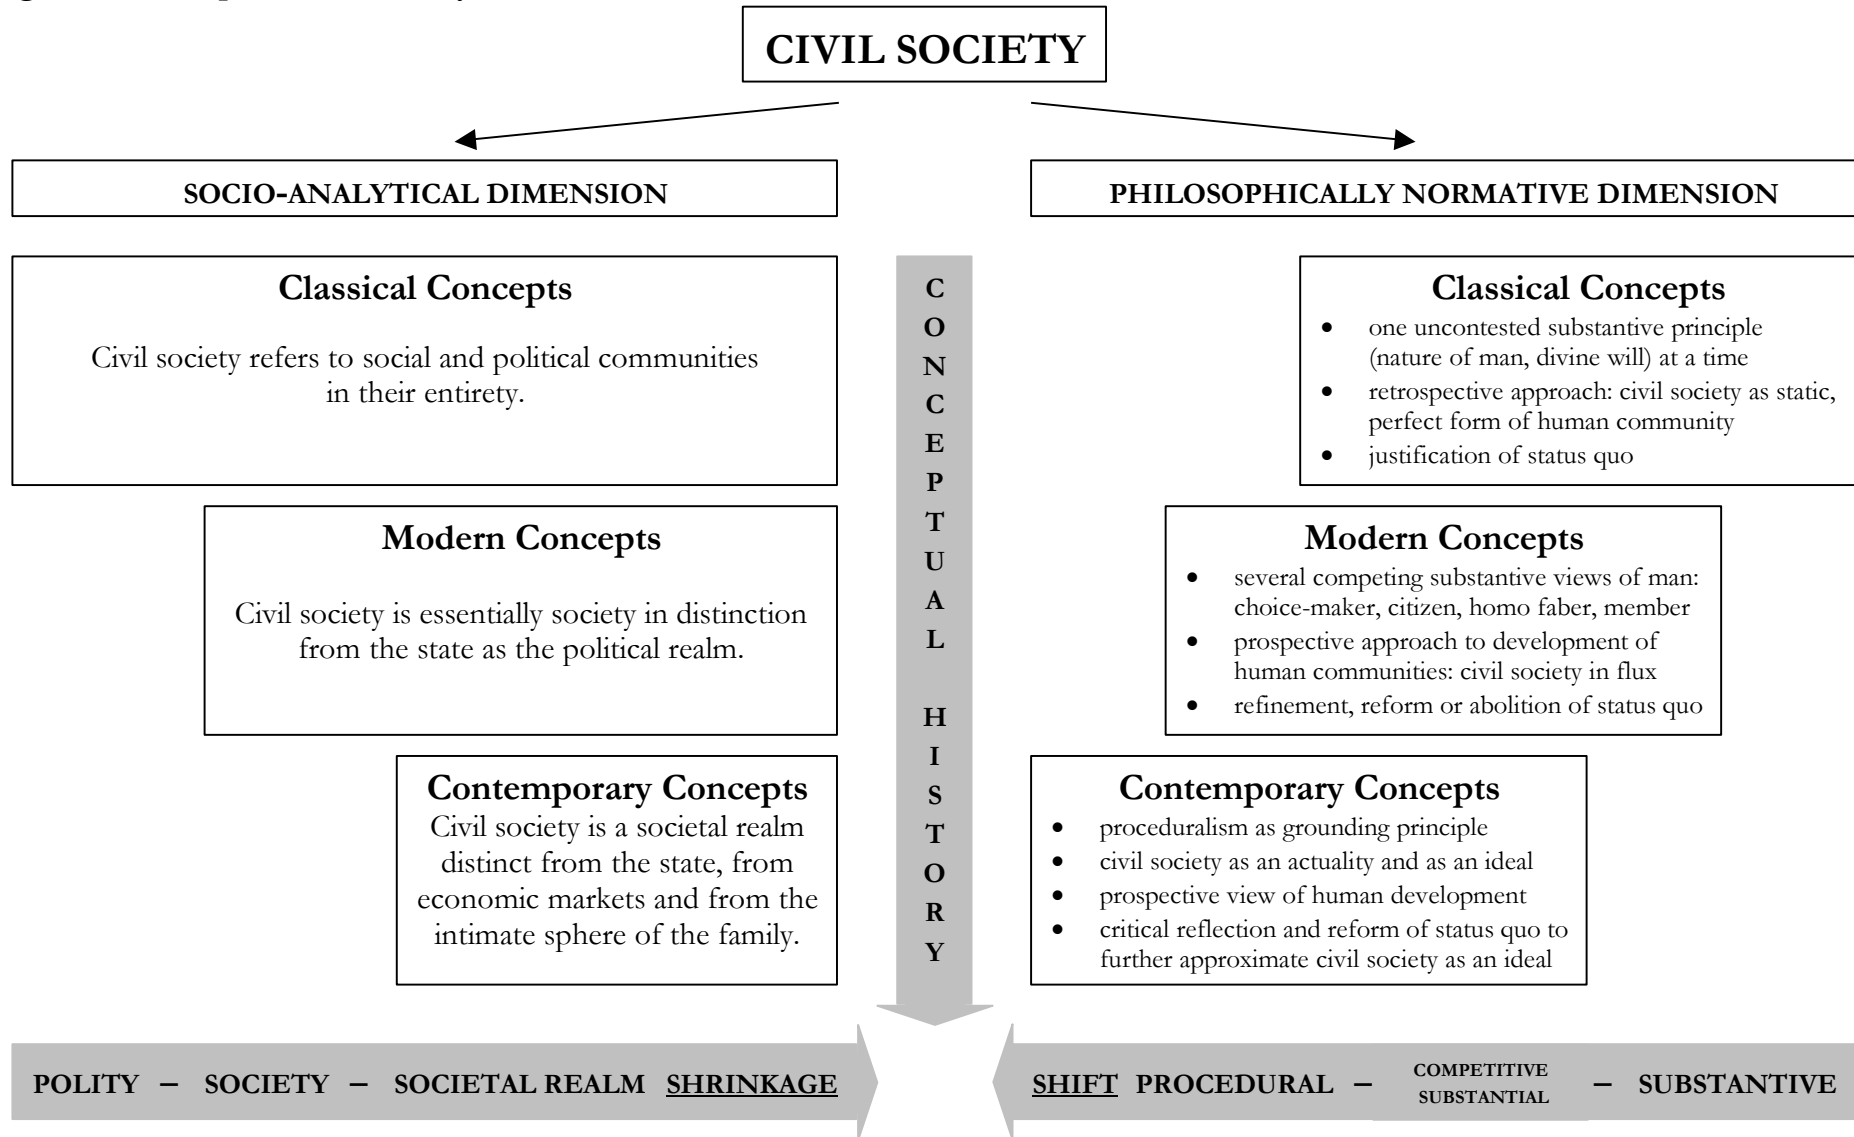 CIVIL SOCIETY
SOCIO-ANALYTICAL DIMENSION
PHILOSOPHICALLY NORMATIVE DIMENSION
Classical Concepts
Civil society refers to social and political communities
in their entirety.
Modern Concepts
Civil society is essentially society in distinction
from the state as the political realm.
Contemporary Concepts
Civil society is a societal realm
distinct from the state, from
economic markets and from the
intimate sphere of the family.
CONCEPTUAL HISTORY
Classical Concepts
• one uncontested substantive principle
(nature of man, divine will) at a time
• retrospective approach: civil society as static,
perfect form of human community
• justification of status quo
Modern Concepts
• several competing substantive views of man:
choice-maker, citizen, homo faber, member
• prospective approach to development of
human communities: civil society in flux
• refinement, reform or abolition of status quo
Contemporary Concepts
• proceduralism as grounding principle
• civil society as an actuality and as an ideal
• prospective view of human development
• critical reflection and reform of status quo to
further approximate civil society as an ideal
POLITY – SOCIETY – SOCIETAL REALM SHRINKAGE
SHIFT PROCEDURAL – COMPETITIVE SUBSTANTIAL – SUBSTANTIVE